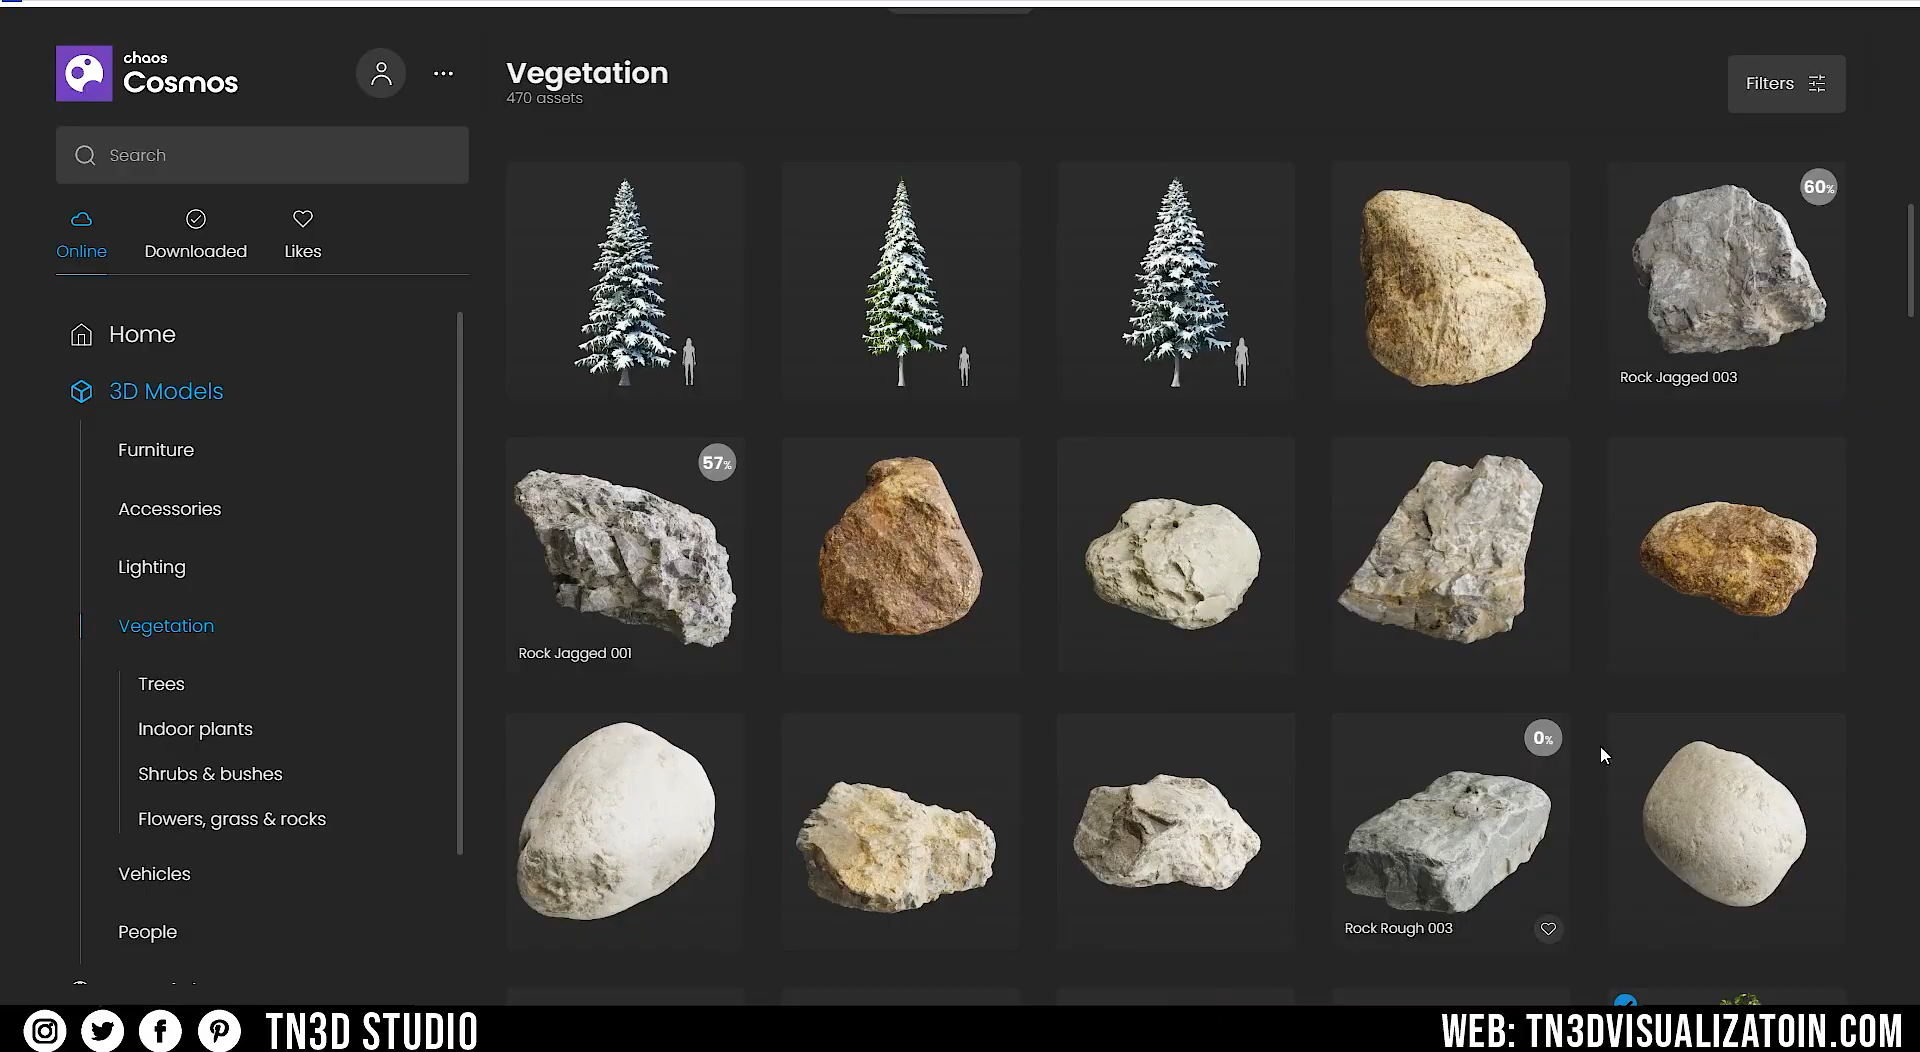 chaos
Cosmos
Search
Online
Downloaded
Likes
Home
3D Models
Furniture
Accessories
Lighting
Vegetation
Trees
Indoor plants
Shrubs & bushes
Flowers, grass & rocks
Vehicles
People
Vegetation
470 assets
Filters
60%
Rock Jagged 003
57%
Rock Jagged 001
0%
Rock Rough 003
TN3D STUDIO
WEB: TN3DVISUALIZATOIN.COM